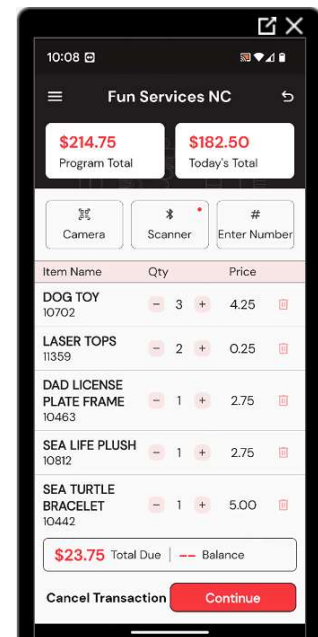 10:08
Fun Services NC
$214.75 $182.50
Program Total Today's Total
#
Camera Scanner Enter Number
Item Name Qty Price
DOG TOY
10702
− 3 + 4.25
LASER TOPS
11359
− 2 + 0.25
DAD LICENSE
PLATE FRAME
10463
− 1 + 2.75
SEA LIFE PLUSH
10812
− 1 + 2.75
SEA TURTLE
BRACELET
10442
− 1 + 5.00
$23.75 Total Due | −− Balance
Cancel Transaction Continue